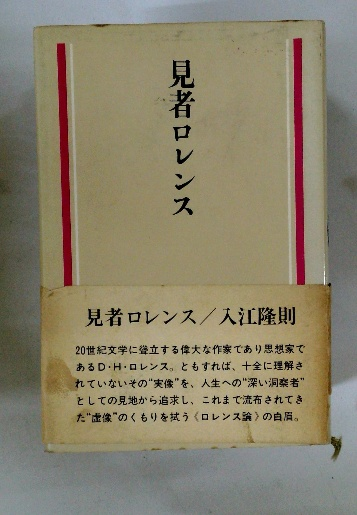 見者ロレンス
見者ロレンス／入江隆則
20世紀文学に聳立する偉大な作家であり思想家で
あるD・H・ロレンス。ともすれば、十全に理解さ
れていないその“実像”を、人生への“深い洞察者”
としての見地から追求し、これまで流布されてき
た“虚像”のくもりを拭う《ロレンス論》の白眉。